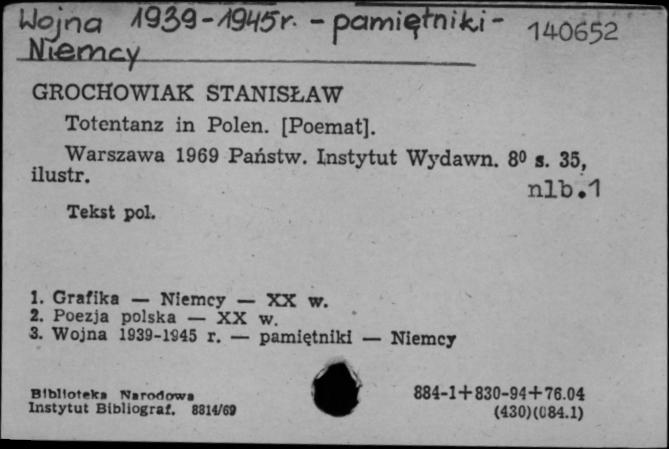 Wojna 1939-1945r. - pamiętniki- 140652
Niemcy
GROCHOWIAK STANISŁAW
Totentanz in Polen. [Poemat].
Warszawa 1969 Państw. Instytut Wydawn. 8⁰ s. 35,
ilustr. nlb.1
Tekst pol.
1. Grafika — Niemcy — XX w.
2. Poezja polska — XX w.
3. Wojna 1939-1945 r. — pamiętniki — Niemcy
Biblioteka Narodowa 884-1+830-94+76.04
Instytut Bibliograf. 8814/69 (430)(084.1)